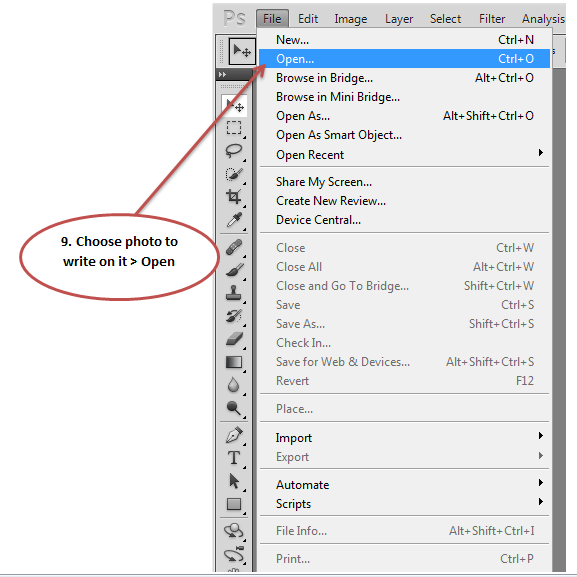 Ps File Edit Image Layer Select Filter Analysis
New... Ctrl+N
Open... Ctrl+O
Browse in Bridge... Alt+Ctrl+O
Browse in Mini Bridge...
Open As... Alt+Shift+Ctrl+O
Open As Smart Object...
Open Recent
Share My Screen...
Create New Review...
Device Central...
9. Choose photo to
write on it > Open
Close Ctrl+W
Close All Alt+Ctrl+W
Close and Go To Bridge... Shift+Ctrl+W
Save Ctrl+S
Save As... Shift+Ctrl+S
Check In...
Save for Web & Devices... Alt+Shift+Ctrl+S
Revert F12
Place...
Import
Export
Automate
Scripts
File Info... Alt+Shift+Ctrl+I
Print... Ctrl+P